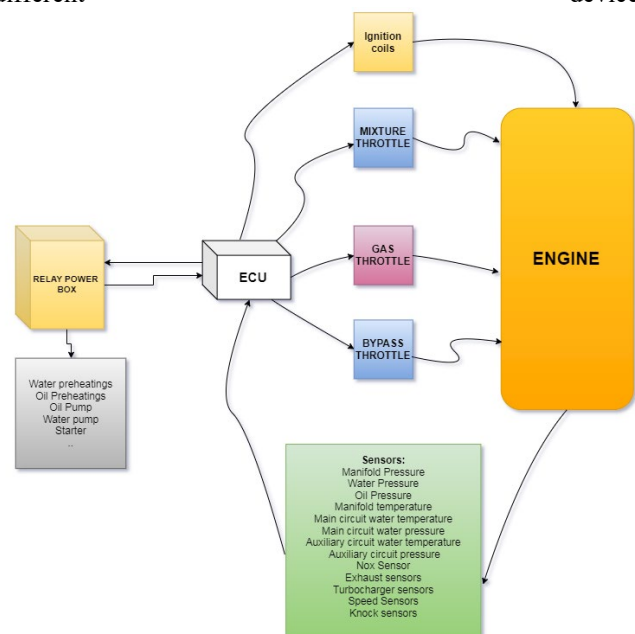 different device
Ignition
coils
MIXTURE
THROTTLE
GAS
THROTTLE
BYPASS
THROTTLE
ENGINE
ECU
RELAY POWER
BOX
Water preheatings
Oil Preheatings
Oil Pump
Water pump
Starter
..
Sensors:
Manifold Pressure
Water Pressure
Oil Pressure
Manifold temperature
Main circuit water temperature
Main circuit water pressure
Auxiliary circuit water temperature
Auxiliary circuit pressure
Nox Sensor
Exhaust sensors
Turbocharger sensors
Speed Sensors
Knock sensors